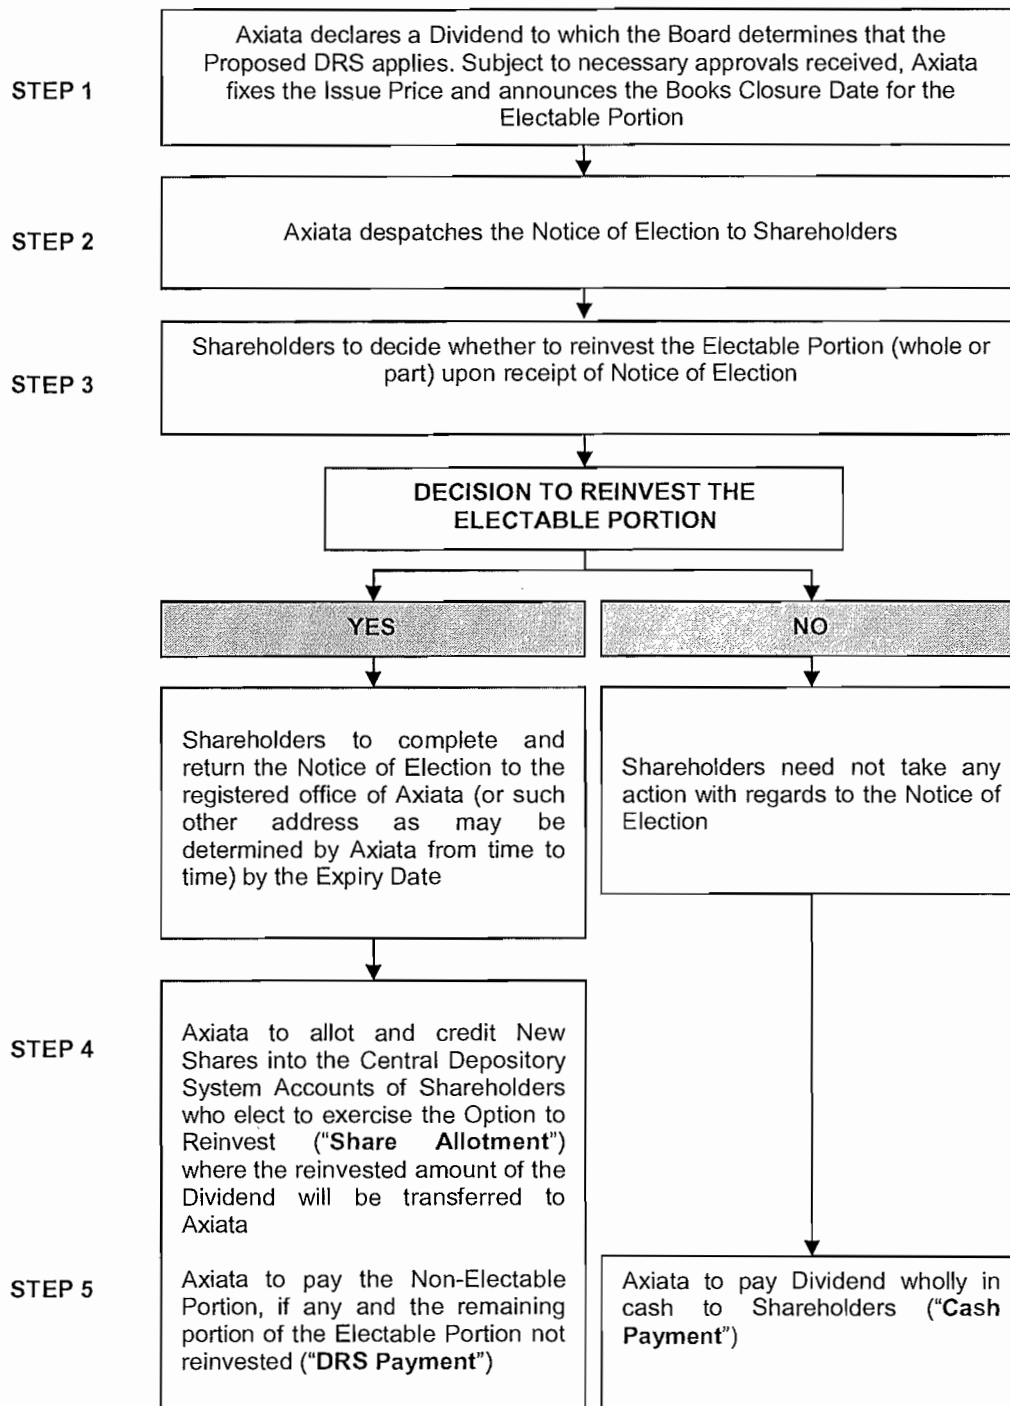 STEP 1
Axiata declares a Dividend to which the Board determines that the
Proposed DRS applies. Subject to necessary approvals received, Axiata
fixes the Issue Price and announces the Books Closure Date for the
Electable Portion
STEP 2
Axiata despatches the Notice of Election to Shareholders
STEP 3
Shareholders to decide whether to reinvest the Electable Portion (whole or
part) upon receipt of Notice of Election
DECISION TO REINVEST THE
ELECTABLE PORTION
YES
NO
Shareholders to complete and
return the Notice of Election to the
registered office of Axiata (or such
other address as may be
determined by Axiata from time to
time) by the Expiry Date
Shareholders need not take any
action with regards to the Notice of
Election
STEP 4
Axiata to allot and credit New
Shares into the Central Depository
System Accounts of Shareholders
who elect to exercise the Option to
Reinvest (“Share Allotment”)
where the reinvested amount of the
Dividend will be transferred to
Axiata
STEP 5
Axiata to pay the Non-Electable
Portion, if any and the remaining
portion of the Electable Portion not
reinvested (“DRS Payment”)
Axiata to pay Dividend wholly in
cash to Shareholders (“Cash
Payment”)